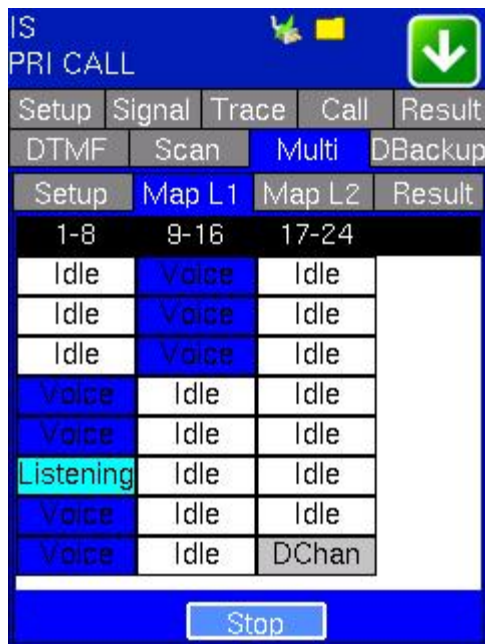 IS
PRI CALL
Setup Signal Trace Call Result
DTMF Scan Multi DBackup
Setup Map L1 Map L2 Result
1-8 9-16 17-24
Idle Voice Idle
Idle Voice Idle
Idle Voice Idle
Voice Idle Idle
Voice Idle Idle
Listening Idle Idle
Voice Idle Idle
Voice Idle DChan
Stop